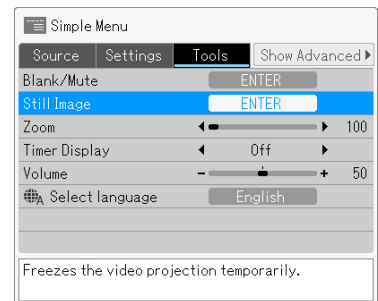 Simple Menu
Source Settings Tools Show Advanced
Blank/Mute ENTER
Still Image ENTER
Zoom 100
Timer Display Off
Volume - + 50
Select language English
Freezes the video projection temporarily.